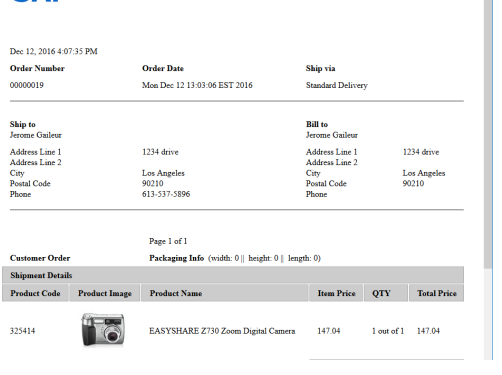 Dec 12, 2016 4:07:35 PM
Order Number Order Date Ship via
00000019 Mon Dec 12 13:03:06 EST 2016 Standard Delivery
Ship to Bill to
Jerome Gaileur Jerome Gaileur
Address Line 1 1234 drive Address Line 1 1234 drive
Address Line 2 Address Line 2
City Los Angeles City Los Angeles
Postal Code 90210 Postal Code 90210
Phone 613-537-5896 Phone
Page 1 of 1
Customer Order Packaging Info (width: 0 || height: 0 || length: 0)
Shipment Details
Product Code Product Image Product Name Item Price QTY Total Price
325414 EASYSHARE Z730 Zoom Digital Camera 147.04 1 out of 1 147.04